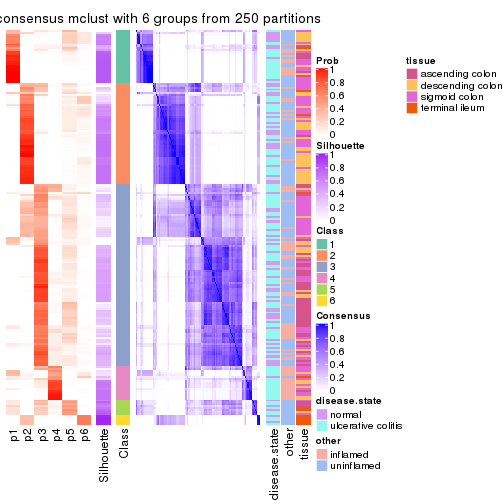 consensus mclust with 6 groups from 250 partitions
Prob
1
0.8
0.6
0.4
0.2
0
Silhouette
1
0.8
0.6
0.4
0.2
0
Class
1
2
3
4
5
6
Consensus
1
0.8
0.6
0.4
0.2
0
disease.state
normal
ulcerative colitis
other
inflamed
uninflamed
tissue
ascending colon
descending colon
sigmoid colon
terminal ileum
p1
p2
p3
p4
p5
p6
Silhouette
Class
disease.state
other
tissue